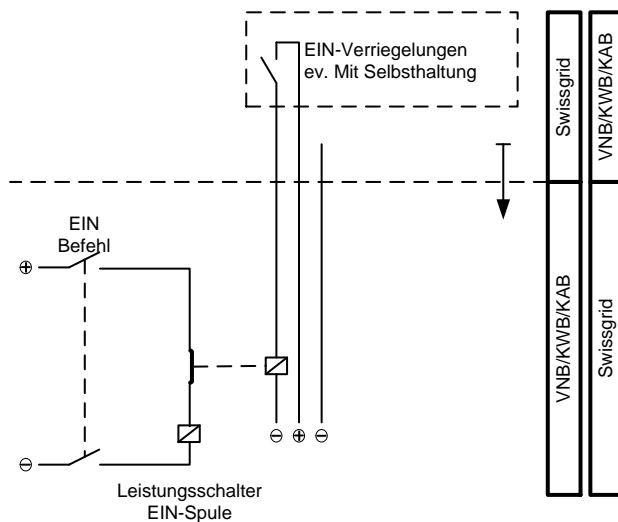 EIN-Verriegelungen
ev. Mit Selbsthaltung
Swissgrid
VNB/KWB/KAB
EIN
Befehl
VNB/KWB/KAB
Swissgrid
Leistungsschalter
EIN-Spule